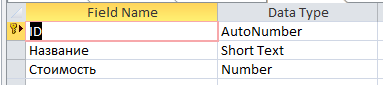 Field Name Data Type
ID AutoNumber
Название Short Text
Стоимость Number